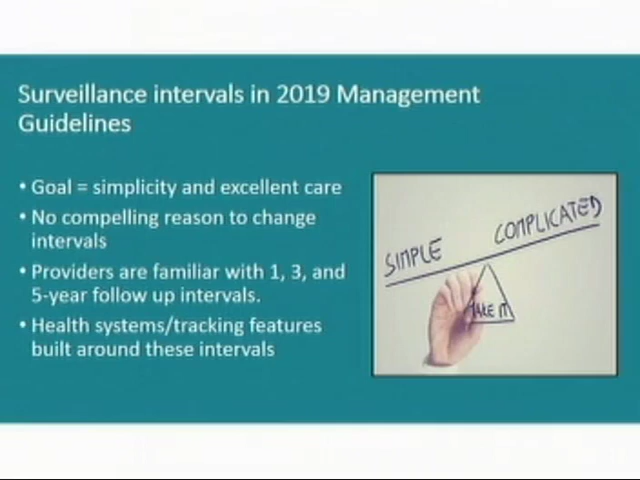 Surveillance intervals in 2019 Management
Guidelines
• Goal = simplicity and excellent care
• No compelling reason to change
intervals
• Providers are familiar with 1, 3, and
5-year follow up intervals.
• Health systems/tracking features
built around these intervals
SIMPLE
COMPLICATED
MAKE IT